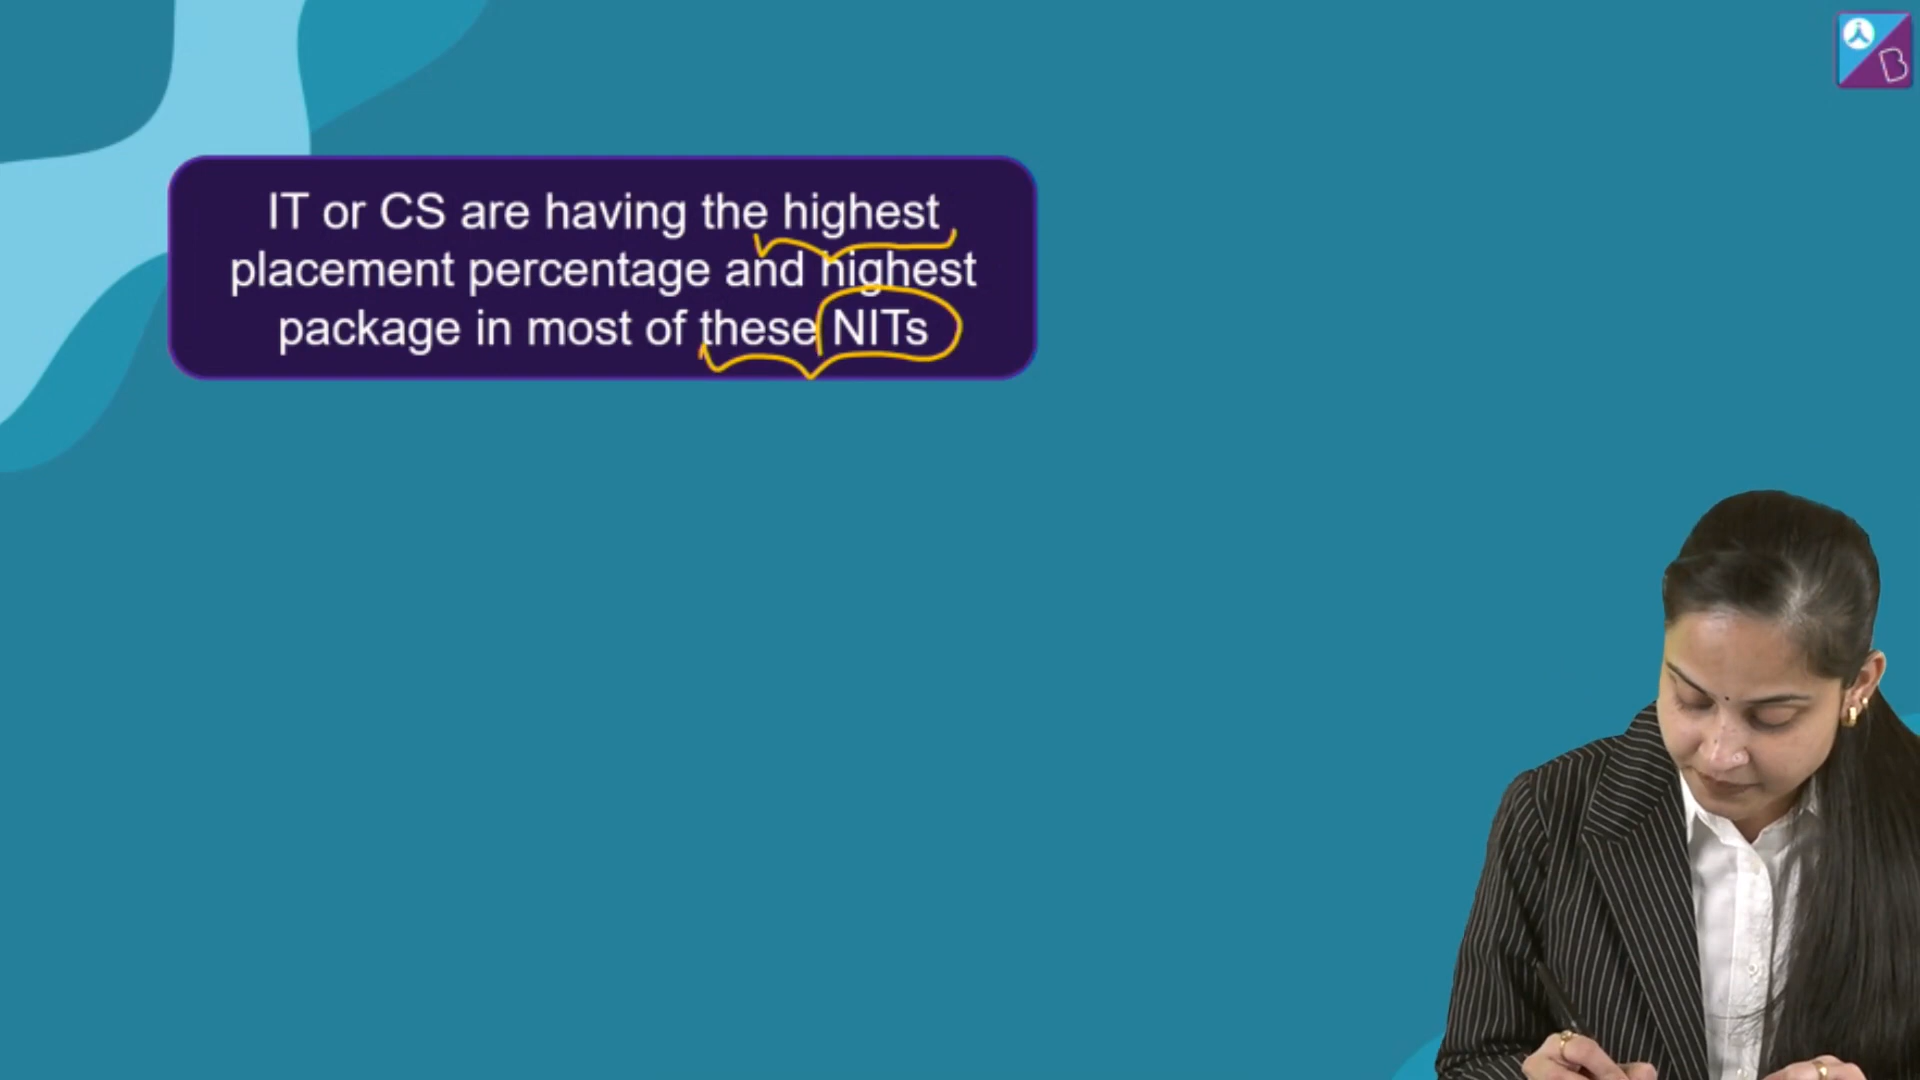 IT or CS are having the highest
placement percentage and highest
package in most of these NITs
B